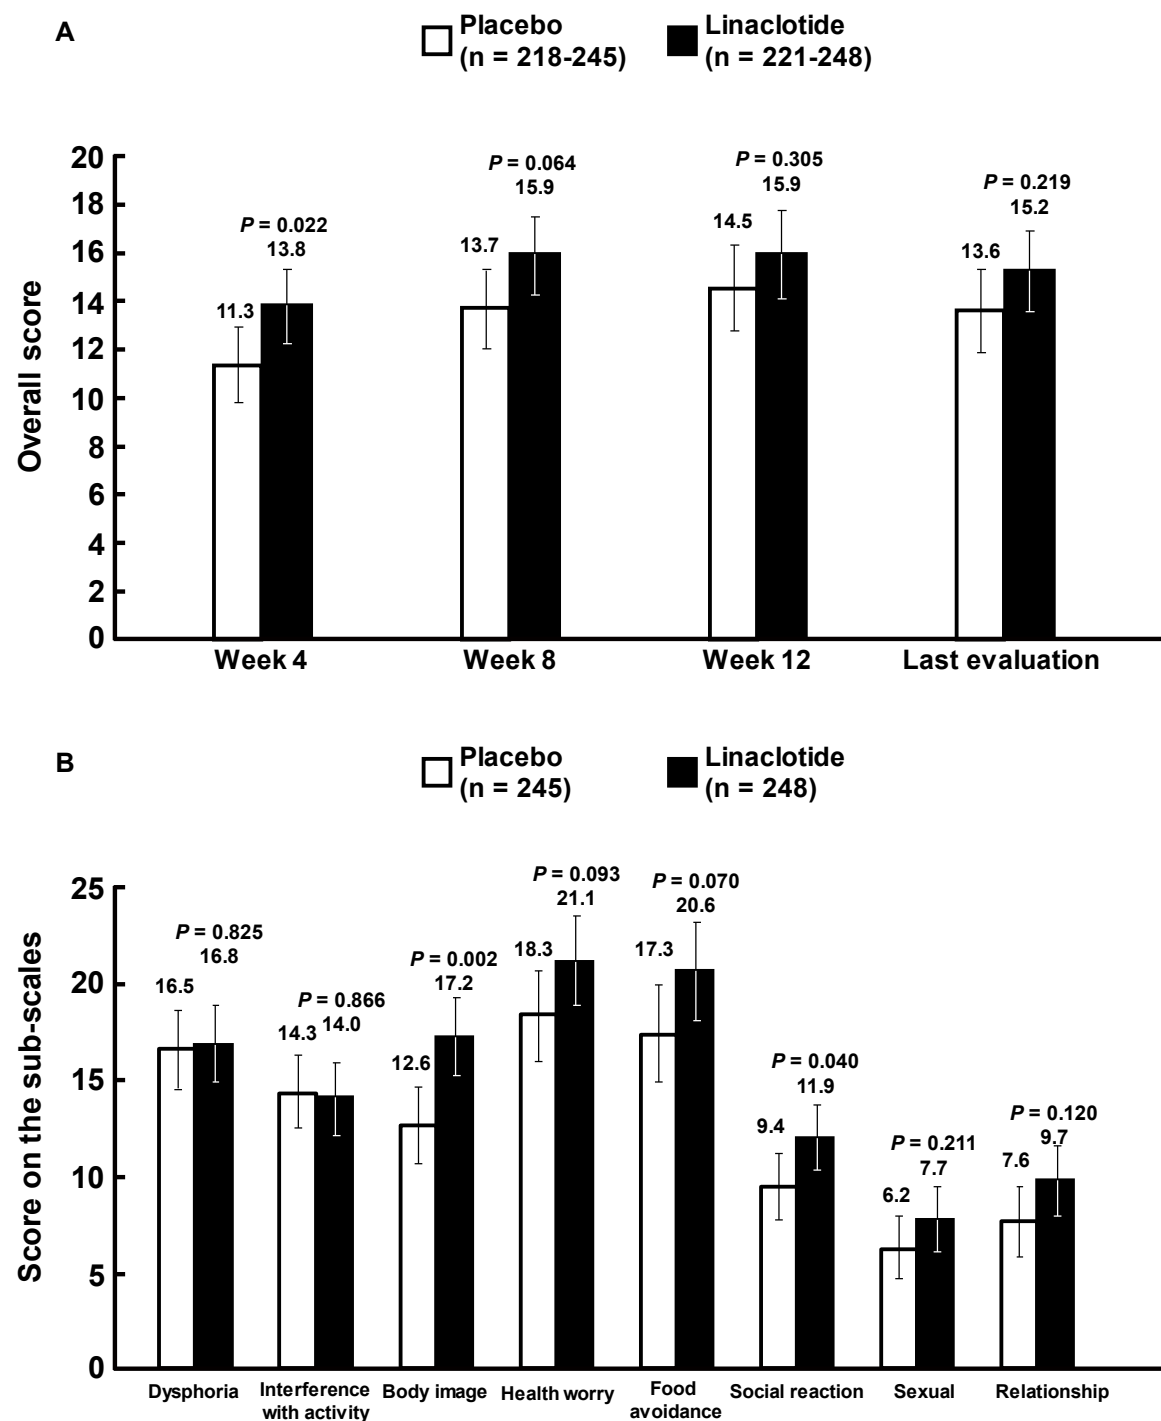 A
Placebo
(n = 218-245)
Linaclotide
(n = 221-248)
Overall score
20
18
16
14
12
10
8
6
4
2
0
11.3
P = 0.022
13.8
13.7
P = 0.064
15.9
14.5
P = 0.305
15.9
13.6
P = 0.219
15.2
Week 4
Week 8
Week 12
Last evaluation
B
Placebo
(n = 245)
Linaclotide
(n = 248)
Score on the sub-scales
25
20
15
10
5
0
16.5
P = 0.825
16.8
14.3
P = 0.866
14.0
12.6
P = 0.002
17.2
18.3
P = 0.093
21.1
17.3
P = 0.070
20.6
9.4
P = 0.040
11.9
6.2
P = 0.211
7.7
7.6
P = 0.120
9.7
Dysphoria
Interference
with activity
Body image
Health worry
Food
avoidance
Social reaction
Sexual
Relationship